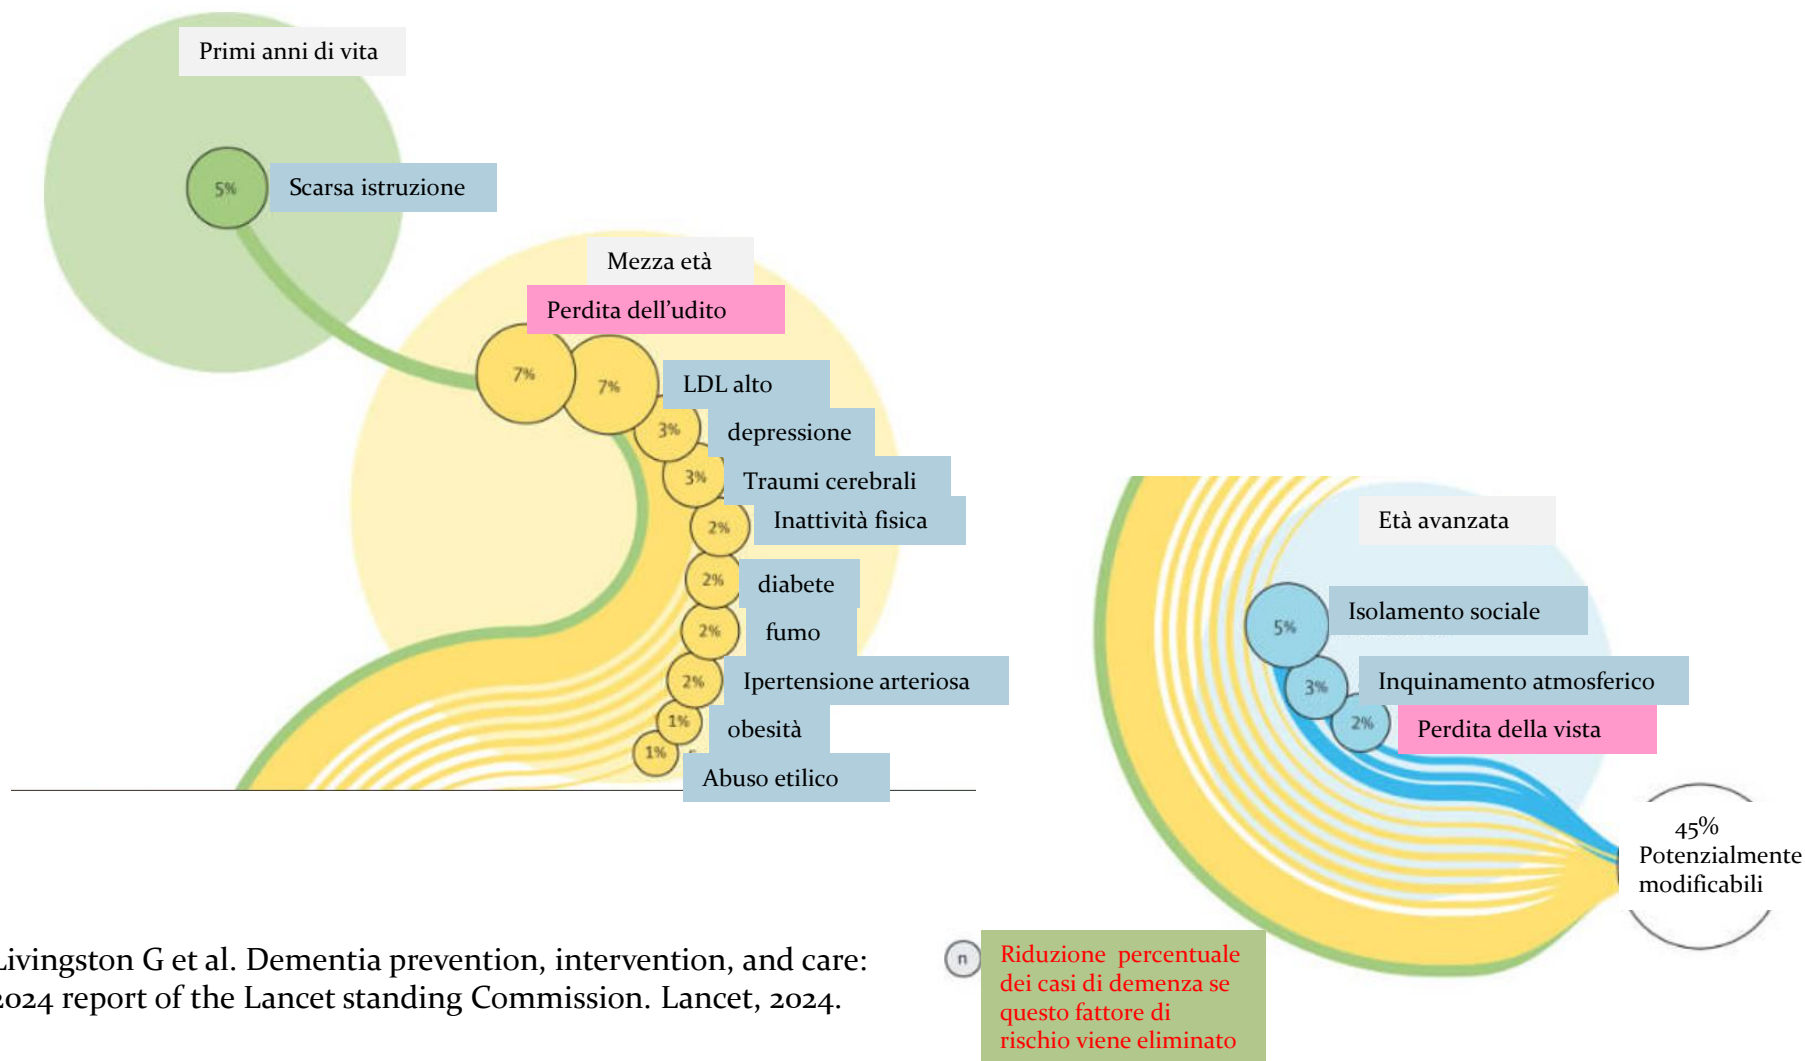 Primi anni di vita
5%
Scarsa istruzione
Mezza età
Perdita dell’udito
7%
7%
LDL alto
3%
depressione
3%
Traumi cerebrali
2%
Inattività fisica
2%
diabete
2%
fumo
2%
Ipertensione arteriosa
1%
obesità
1%
Abuso etilico
Età avanzata
5%
Isolamento sociale
3%
Inquinamento atmosferico
2%
Perdita della vista
45%
Potenzialmente
modificabili
Livingston G et al. Dementia prevention, intervention, and care:
2024 report of the Lancet standing Commission. Lancet, 2024.
n
Riduzione percentuale
dei casi di demenza se
questo fattore di
rischio viene eliminato